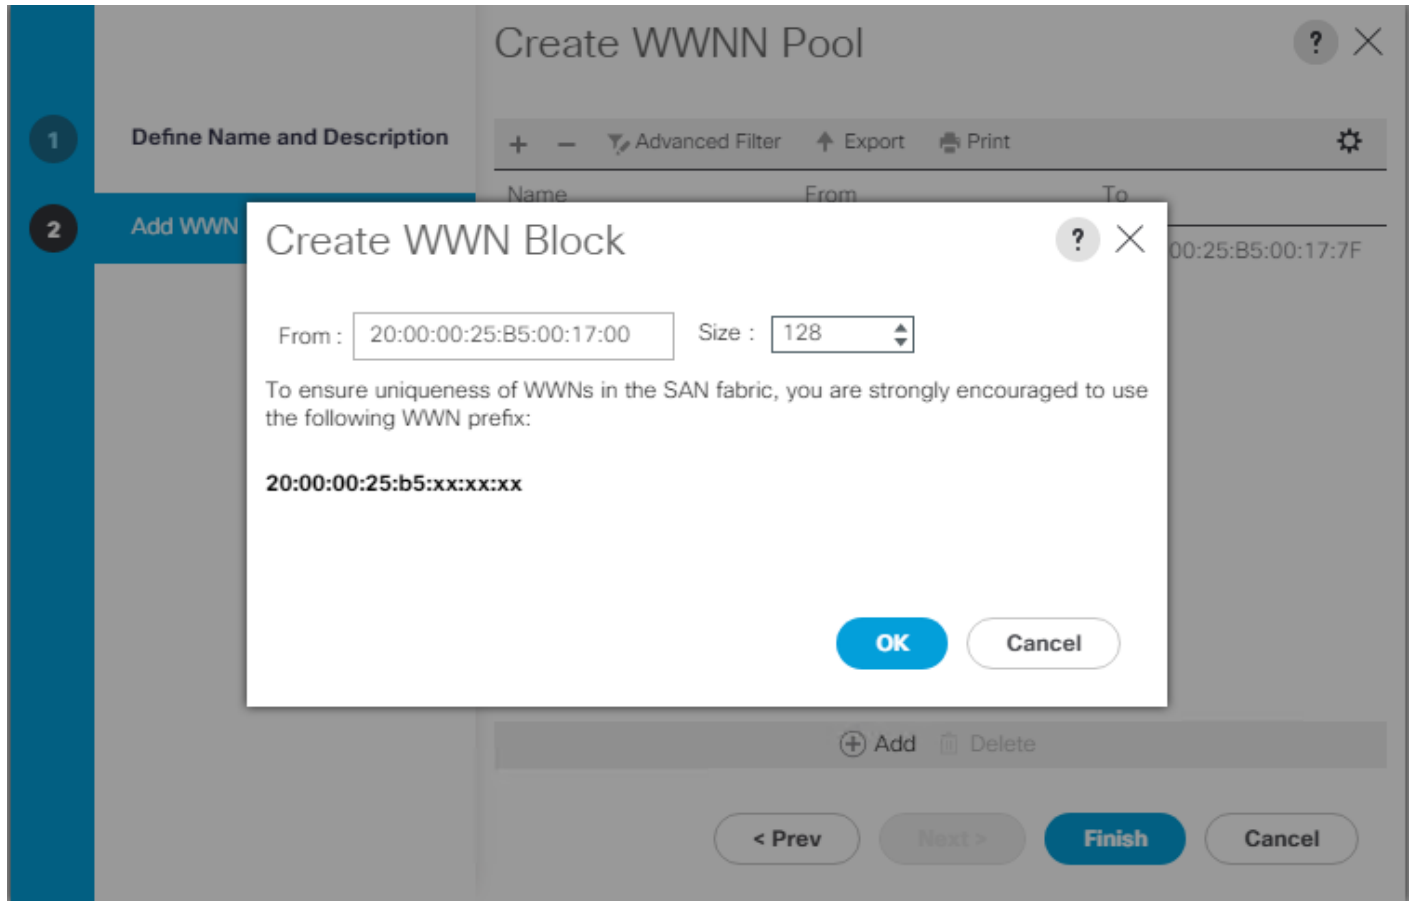 Create WWNN Pool
?
1
Define Name and Description
+ − Advanced Filter Export Print
Name From To
2
Add WWN
00:25:B5:00:17:7F
Create WWN Block
?
From : 20:00:00:25:B5:00:17:00 Size : 128
To ensure uniqueness of WWNs in the SAN fabric, you are strongly encouraged to use
the following WWN prefix:
20:00:00:25:b5:xx:xx:xx
OK Cancel
Add Delete
< Prev Next > Finish Cancel